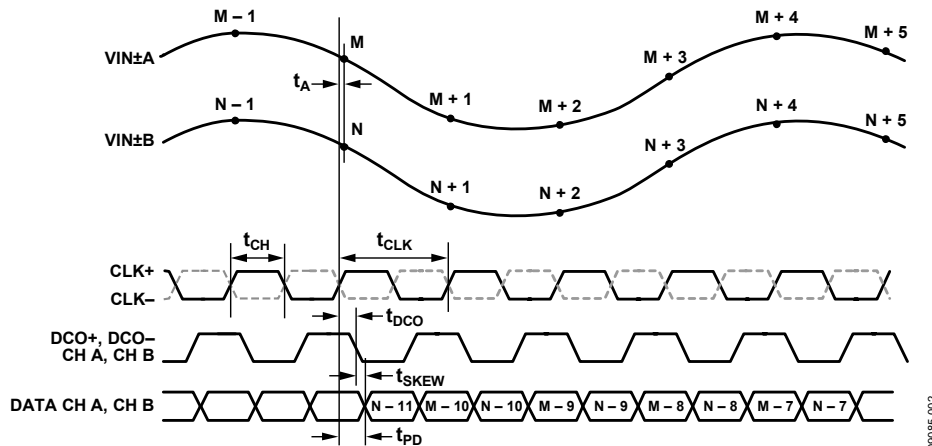 M – 1
M
M + 4
M + 5
VIN±A
M + 3
tA
M + 1
M + 2
N – 1
N
N + 4
N + 5
VIN±B
N + 3
N + 1
N + 2
tCH
tCLK
CLK+
CLK–
tDCO
DCO+, DCO–
CH A, CH B
tSKEW
DATA CH A, CH B
N – 11 M – 10 N – 10 M – 9 N – 9 M – 8 N – 8 M – 7 N – 7
tPD